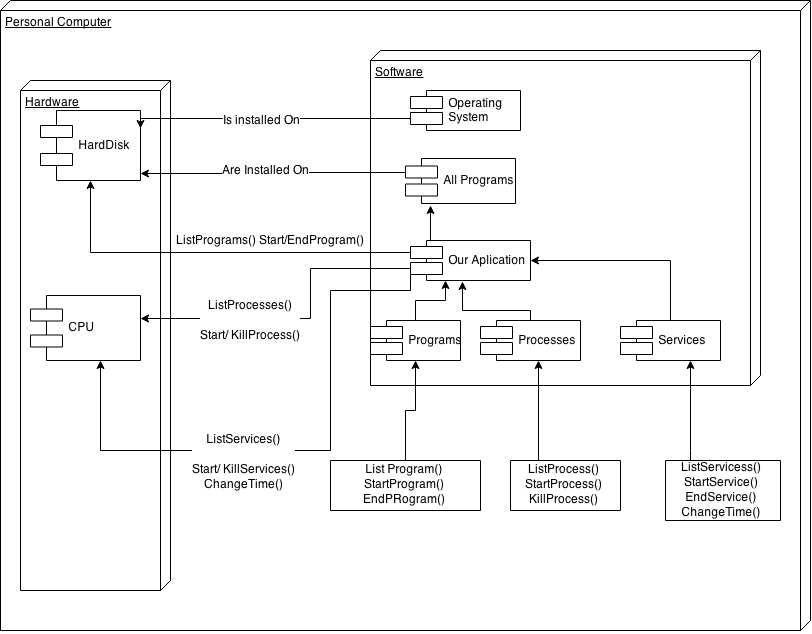 Personal Computer
Software
Hardware
Operating
System
Is installed On
HardDisk
Are Installed On
All Programs
ListPrograms() Start/EndProgram()
Our Aplication
ListProcesses()
CPU
Start/ KillProcess()
Programs
Processes
Services
ListServices()
Start/ KillServices()
ChangeTime()
List Program()
StartProgram()
EndPRogram()
ListProcess()
StartProcess()
KillProcess()
ListServicess()
StartService()
EndService()
ChangeTime()